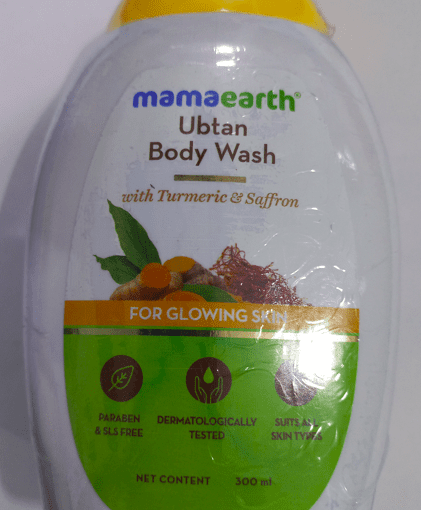 mamaearth®
Ubtan
Body Wash
with Turmeric & Saffron
FOR GLOWING SKIN
PARABEN
& SLS FREE
DERMATOLOGICALLY
TESTED
SUITS ALL
SKIN TYPES
NET CONTENT 300 ml